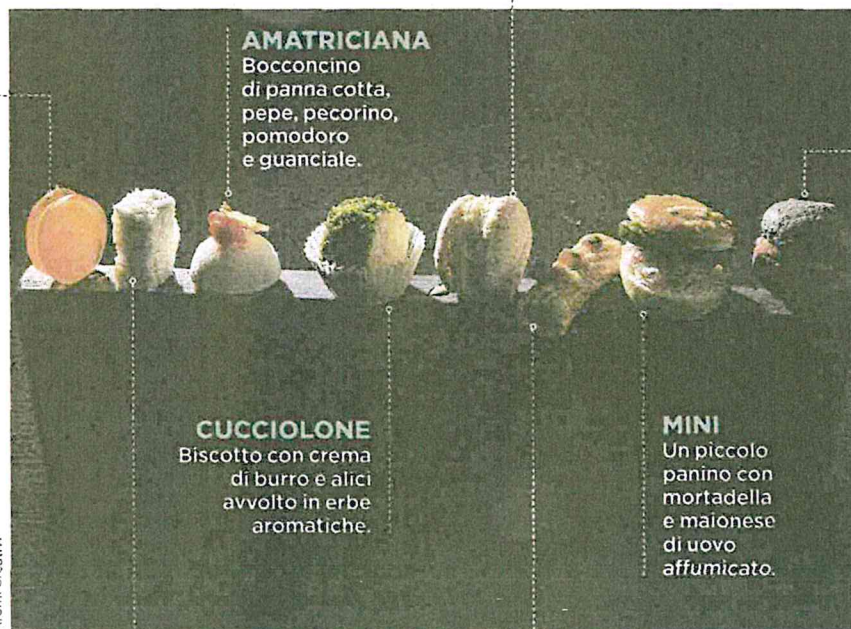 AMATRICIANA
Bocconcino
di panna cotta,
pepe, pecorino,
pomodoro
e guanciale.
CUCCIOLONE
Biscotto con crema
di burro e alici
avvolto in erbe
aromatiche.
MINI
Un piccolo
panino con
mortadella
e maionese
di uovo
affumicato.